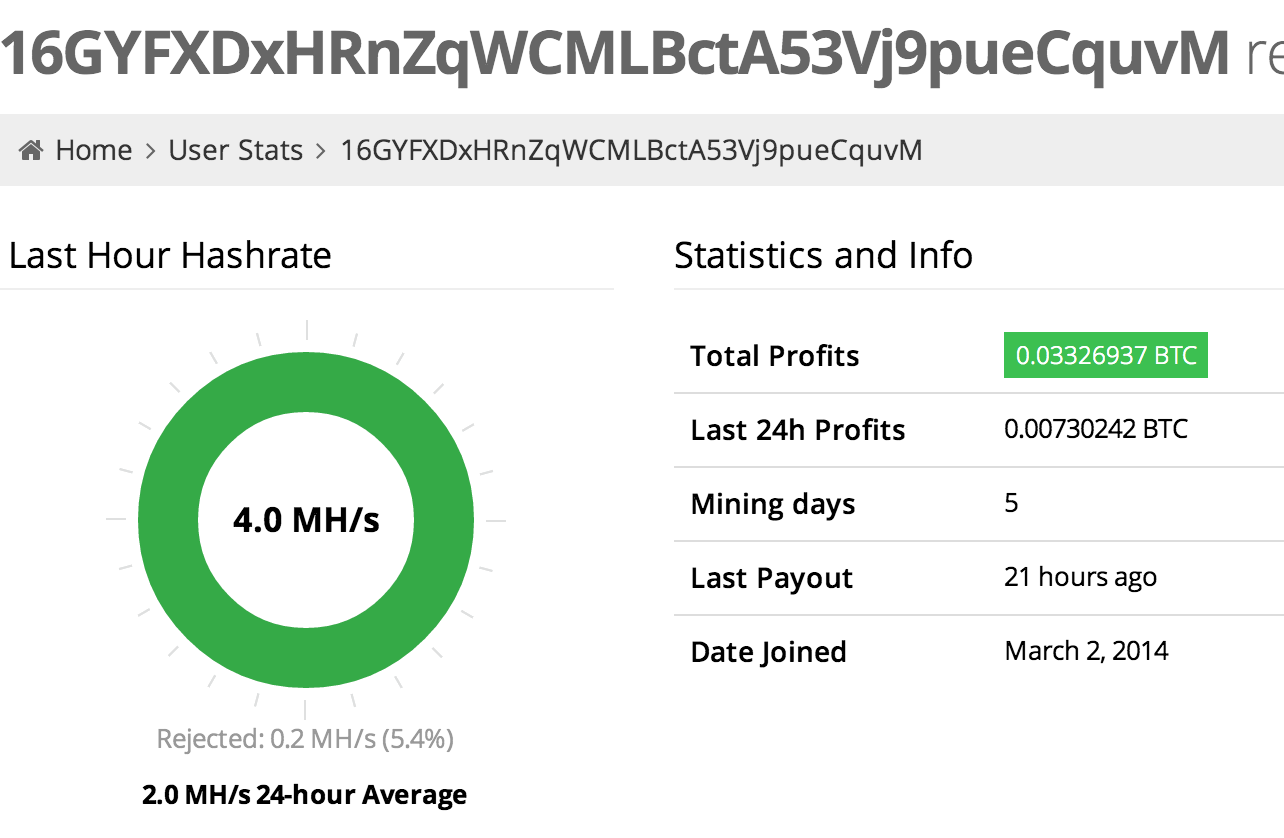 16GYFXDxHRnZqWCMLBctA53Vj9pueCquvM re
Home > User Stats > 16GYFXDxHRnZqWCMLBctA53Vj9pueCquvM
Last Hour Hashrate
4.0 MH/s
Rejected: 0.2 MH/s (5.4%)
2.0 MH/s 24-hour Average
Statistics and Info
Total Profits 0.03326937 BTC
Last 24h Profits 0.00730242 BTC
Mining days 5
Last Payout 21 hours ago
Date Joined March 2, 2014